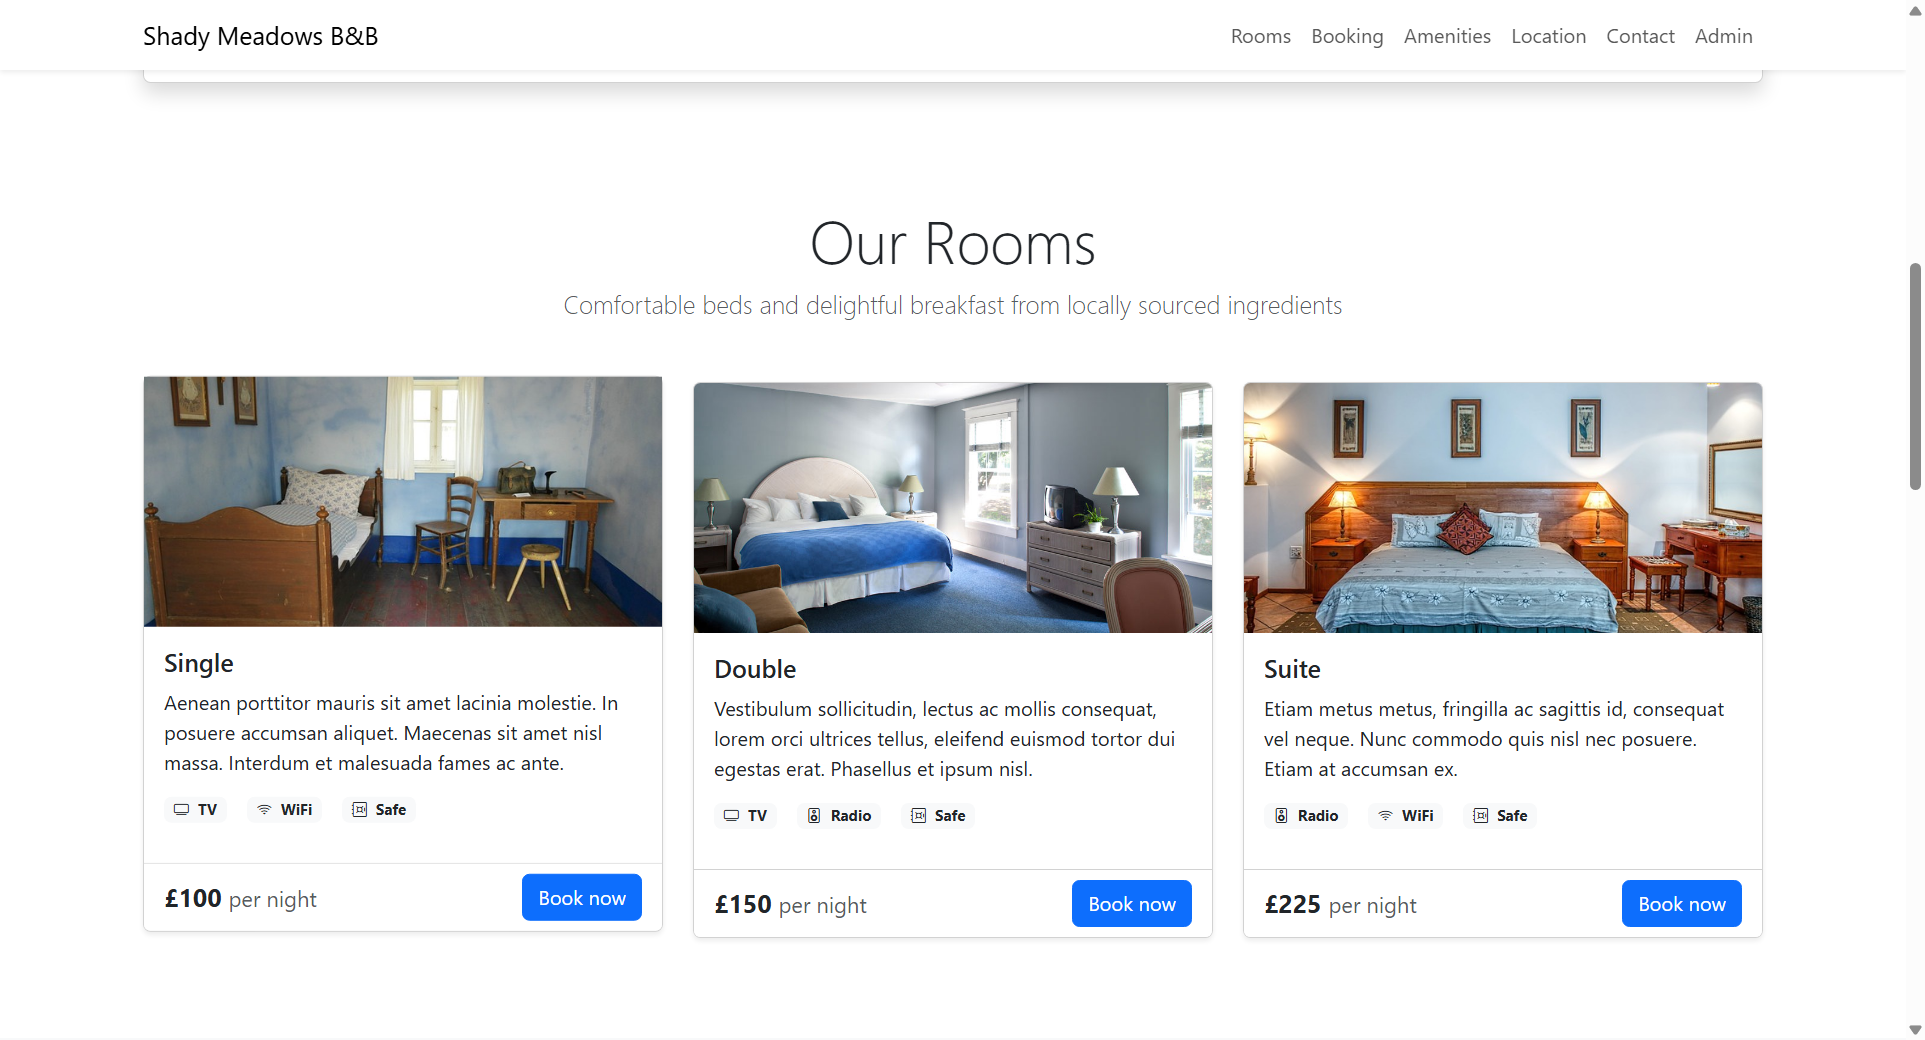 Shady Meadows B&B
Rooms Booking Amenities Location Contact Admin
Our Rooms
Comfortable beds and delightful breakfast from locally sourced ingredients
Single
Aenean porttitor mauris sit amet lacinia molestie. In
posuere accumsan aliquet. Maecenas sit amet nisl
massa. Interdum et malesuada fames ac ante.
TV WiFi Safe
£100 per night Book now
Double
Vestibulum sollicitudin, lectus ac mollis consequat,
lorem orci ultrices tellus, eleifend euismod tortor dui
egestas erat. Phasellus et ipsum nisl.
TV Radio Safe
£150 per night Book now
Suite
Etiam metus metus, fringilla ac sagittis id, consequat
vel neque. Nunc commodo quis nisl nec posuere.
Etiam at accumsan ex.
Radio WiFi Safe
£225 per night Book now